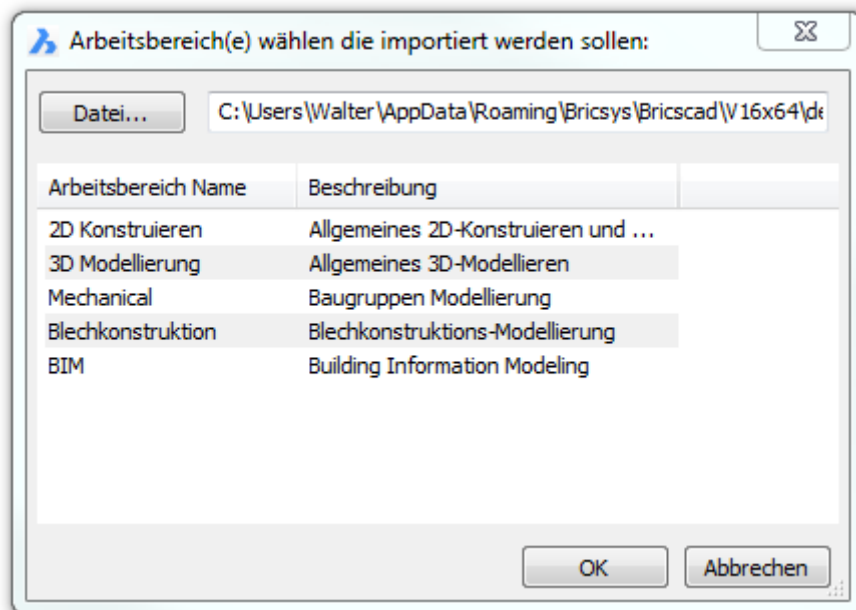 Arbeitsbereich(e) wählen die importiert werden sollen:
Datei... C:\Users\Walter\AppData\Roaming\Bricsys\Bricscad\V16x64\de
Arbeitsbereich Name Beschreibung
2D Konstruieren Allgemeines 2D-Konstruieren und ...
3D Modellierung Allgemeines 3D-Modellieren
Mechanical Baugruppen Modellierung
Blechkonstruktion Blechkonstruktions-Modellierung
BIM Building Information Modeling
OK Abbrechen